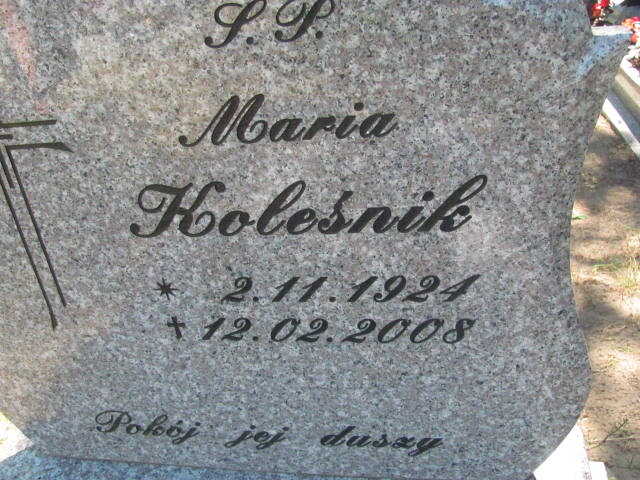 Ś.P.
Maria
Koleśnik
* 2.11.1924
✝ 12.02.2008
Pokój jej duszy